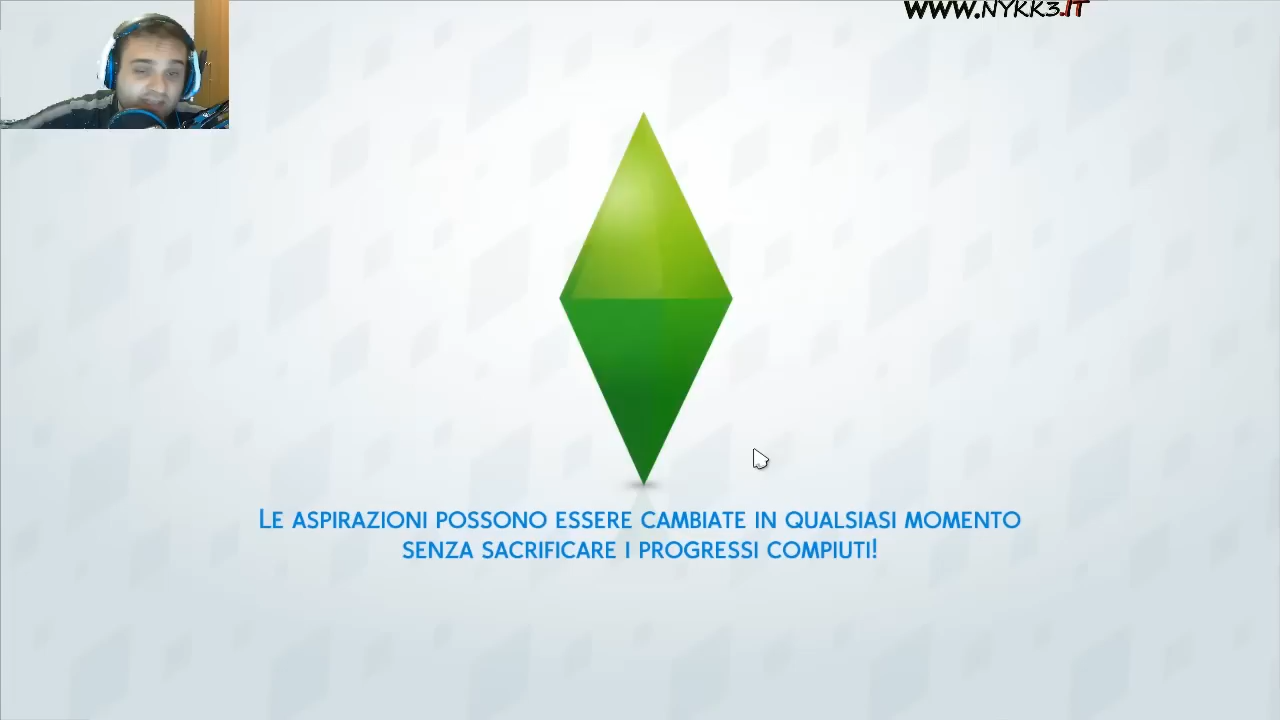 WWW.NYKK3.IT
Le aspirazioni possono essere cambiate in qualsiasi momento
senza sacrificare i progressi compiuti!